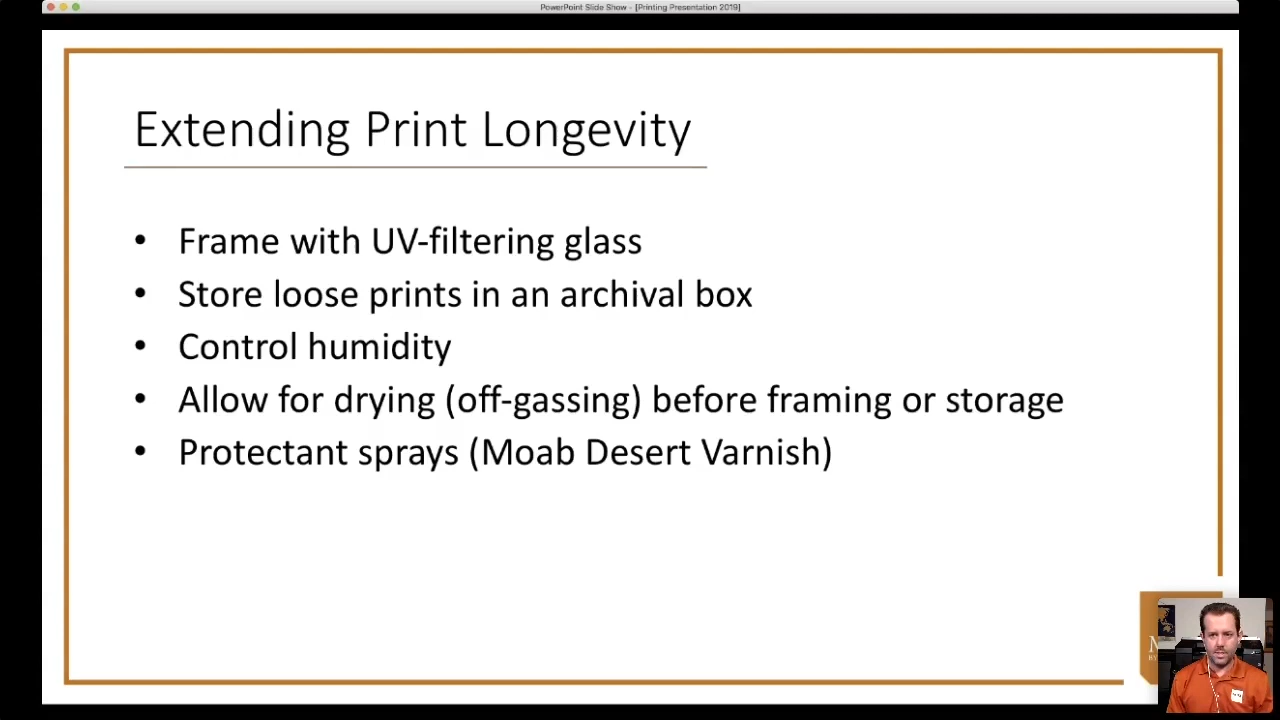 PowerPoint Slide Show - [Printing Presentation 2019]
Extending Print Longevity
• Frame with UV-filtering glass
• Store loose prints in an archival box
• Control humidity
• Allow for drying (off-gassing) before framing or storage
• Protectant sprays (Moab Desert Varnish)